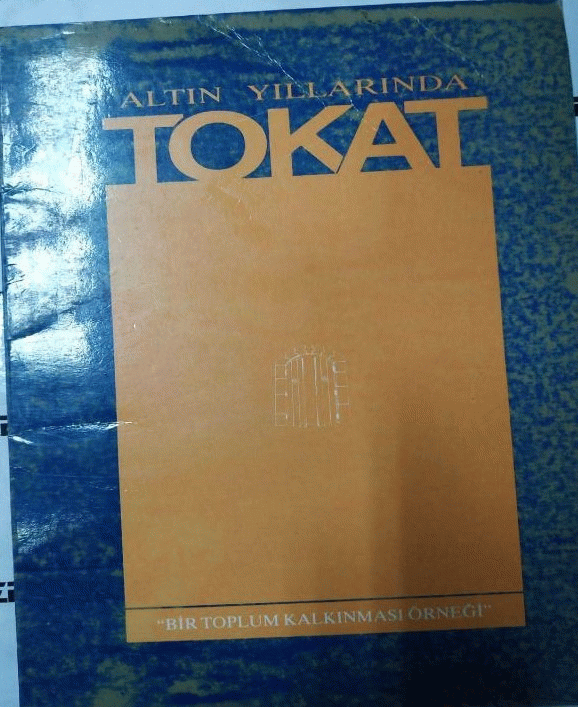 ALTIN YILLARINDA
TOKAT
"BİR TOPLUM KALKINMASI ÖRNEĞİ"